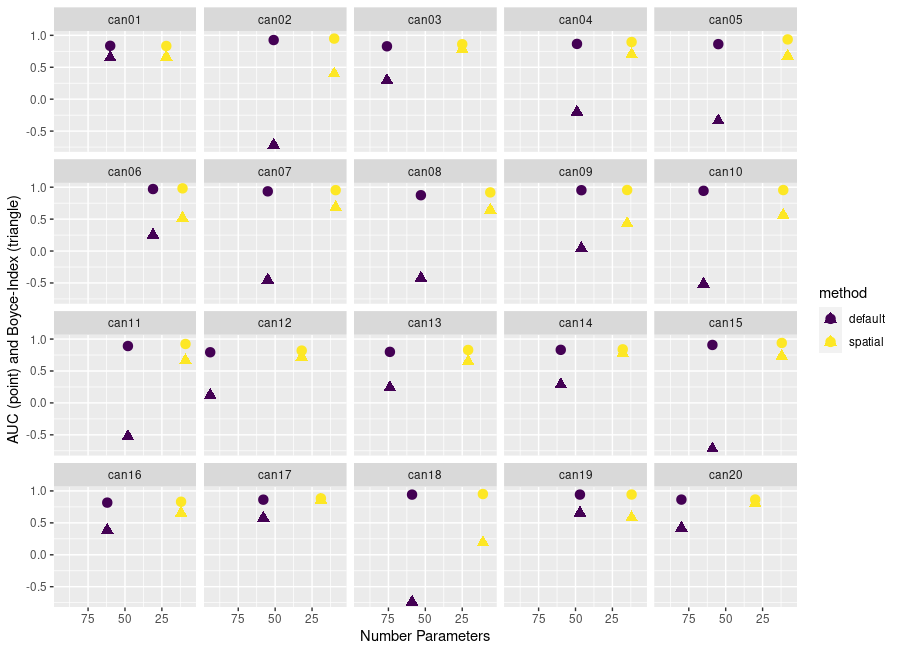 can01 can02 can03 can04 can05
1.0
0.5
0.0
-0.5
can06 can07 can08 can09 can10
1.0
0.5
0.0
-0.5
can11 can12 can13 can14 can15
1.0
0.5
0.0
-0.5
can16 can17 can18 can19 can20
1.0
0.5
0.0
-0.5
75 50 25 75 50 25 75 50 25 75 50 25 75 50 25
Number Parameters
AUC (point) and Boyce-Index (triangle)
method
default
spatial